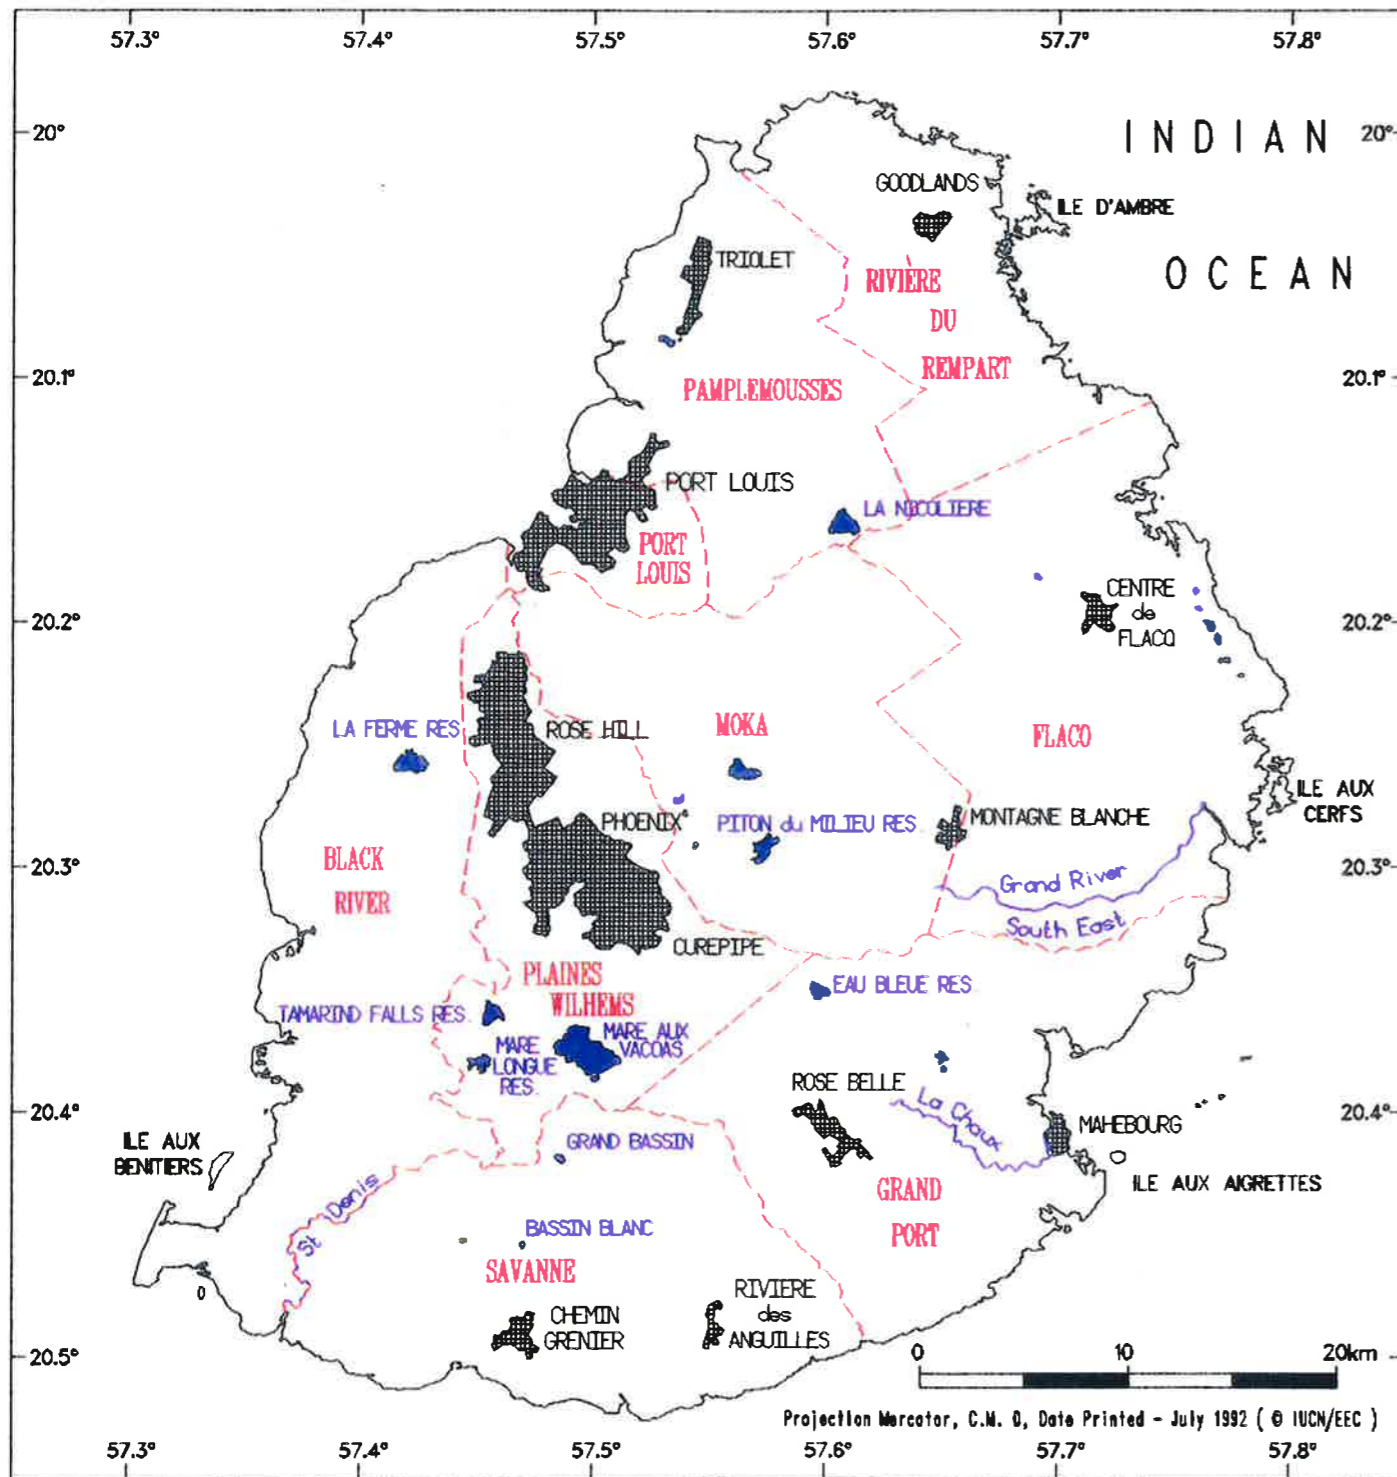 57.3° 57.4° 57.5° 57.6° 57.7° 57.8°
20° INDIAN 20°
GOODLANDS
ILE D'AMBRE
TRIOLET
OCEAN
RIVIERE
DU
REMPART
20.1° PAMPLEMOUSSES 20.1°
PORT LOUIS
LA NICOLIERE
PORT
LOUIS
CENTRE
de
FLACQ
20.2° 20.2°
LA FERME RES.
ROSE HILL
MOKA
FLACQ
ILE AUX
CERFS
PHOENIX
PITON du MILIEU RES.
MONTAGNE BLANCHE
BLACK
RIVER
20.3° 20.3°
Grand River
South East
CUREPIPE
PLAINES
WILHEMS
EAU BLEUE RES.
TAMARIND FALLS RES.
MARE
LONGUE
RES.
MARE AUX
VACOAS
ROSE BELLE
La Chaux
20.4° 20.4°
MAHEBOURG
ILE AUX
BENITIERS
GRAND BASSIN
ILE AUX AIGRETTES
St Denis
GRAND
PORT
BASSIN BLANC
SAVANNE
RIVIERE
des
ANGUILLES
CHEMIN
GRENIER
20.5° 20.5°
0 10 20km
Projection Mercator, C.M. 0, Date Printed - July 1992 ( © IUCN/EEC )
57.3° 57.4° 57.5° 57.6° 57.7° 57.8°